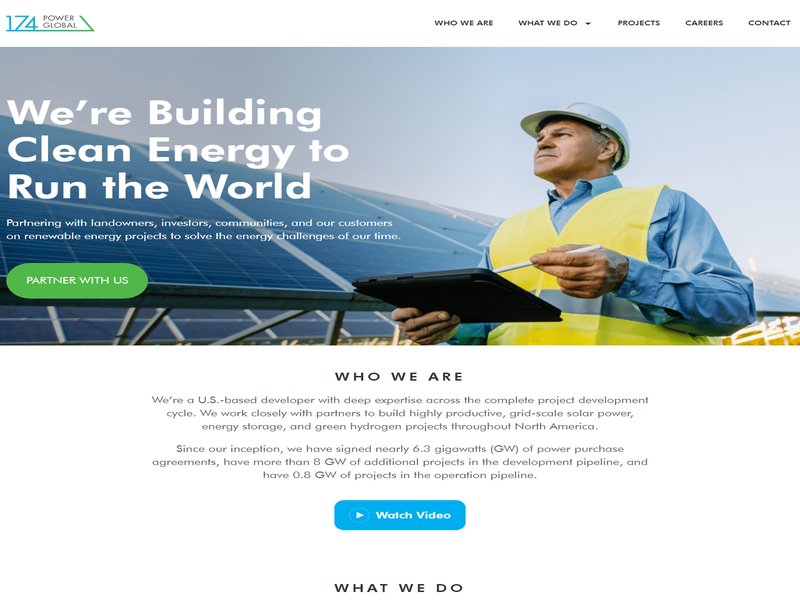 174 POWER GLOBAL
WHO WE ARE
WHAT WE DO
PROJECTS
CAREERS
CONTACT
We're Building
Clean Energy to
Run the World
Partnering with landowners, investors, communities, and our customers
on renewable energy projects to solve the energy challenges of our time.
PARTNER WITH US
WHO WE ARE
We're a U.S.-based developer with deep expertise across the complete project development
cycle. We work closely with partners to build highly productive, grid-scale solar power,
energy storage, and green hydrogen projects throughout North America.
Since our inception, we have signed nearly 6.3 gigawatts (GW) of power purchase
agreements, have more than 8 GW of additional projects in the development pipeline, and
have 0.8 GW of projects in the operation pipeline.
Watch Video
WHAT WE DO